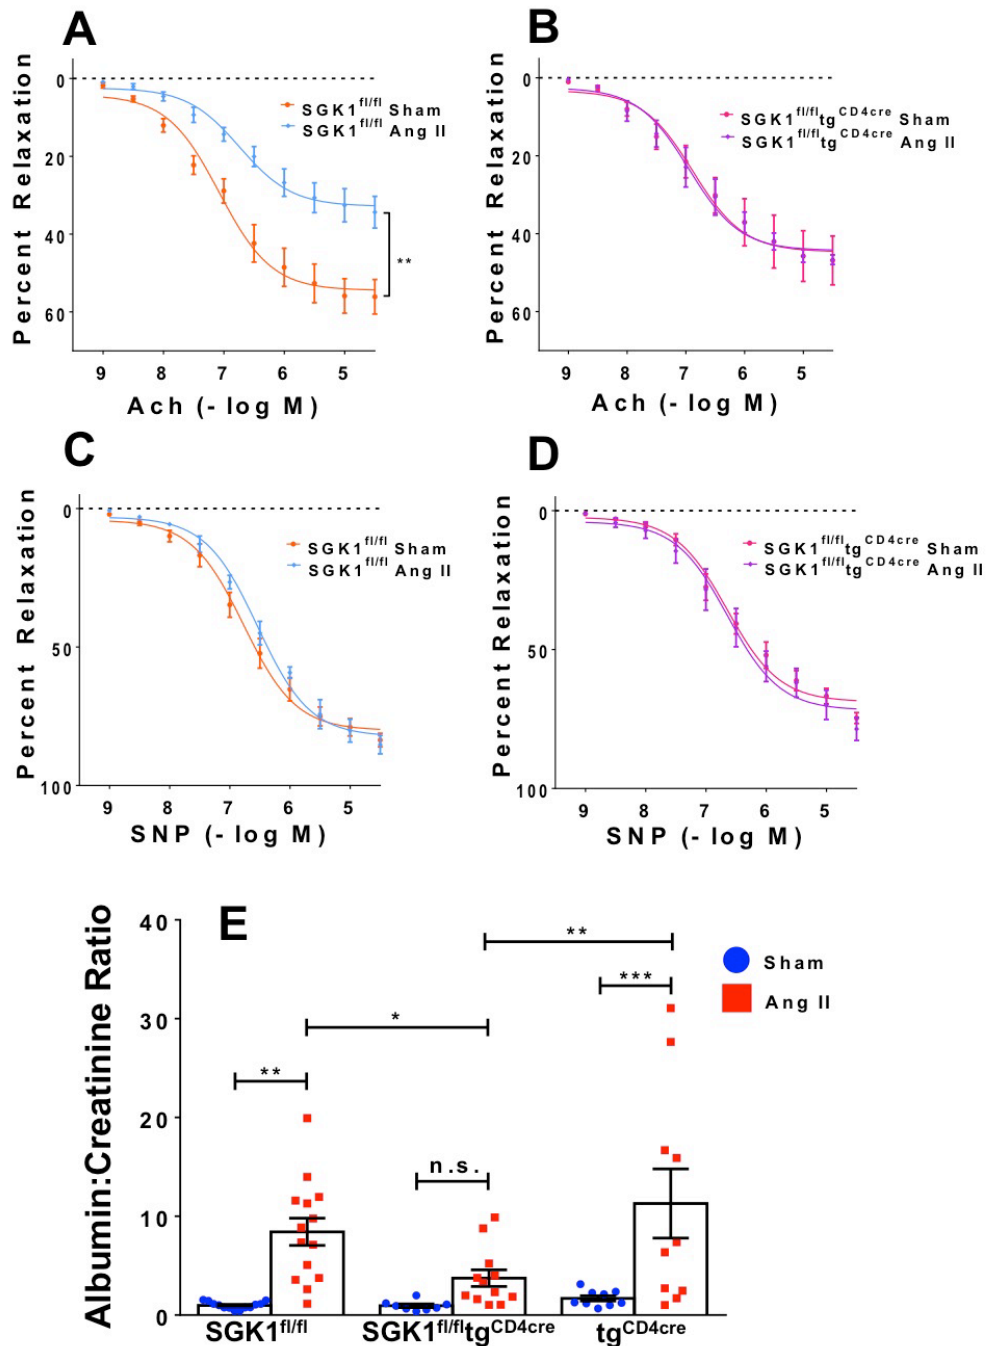 A
Percent Relaxation
0
20
40
60
SGK1fl/fl Sham
SGK1fl/fl Ang II
**
9 8 7 6 5
Ach (- log M)
B
Percent Relaxation
0
20
40
60
SGK1fl/fltgCD4cre Sham
SGK1fl/fltgCD4cre Ang II
9 8 7 6 5
Ach (- log M)
C
Percent Relaxation
0
50
100
SGK1fl/fl Sham
SGK1fl/fl Ang II
9 8 7 6 5
SNP (- log M)
D
Percent Relaxation
0
50
100
SGK1fl/fltgCD4cre Sham
SGK1fl/fltgCD4cre Ang II
9 8 7 6 5
SNP (- log M)
E
Albumin:Creatinine Ratio
40
30
20
10
0
**
*
n.s.
**
***
Sham
Ang II
SGK1fl/fl SGK1fl/fltgCD4cre tgCD4cre